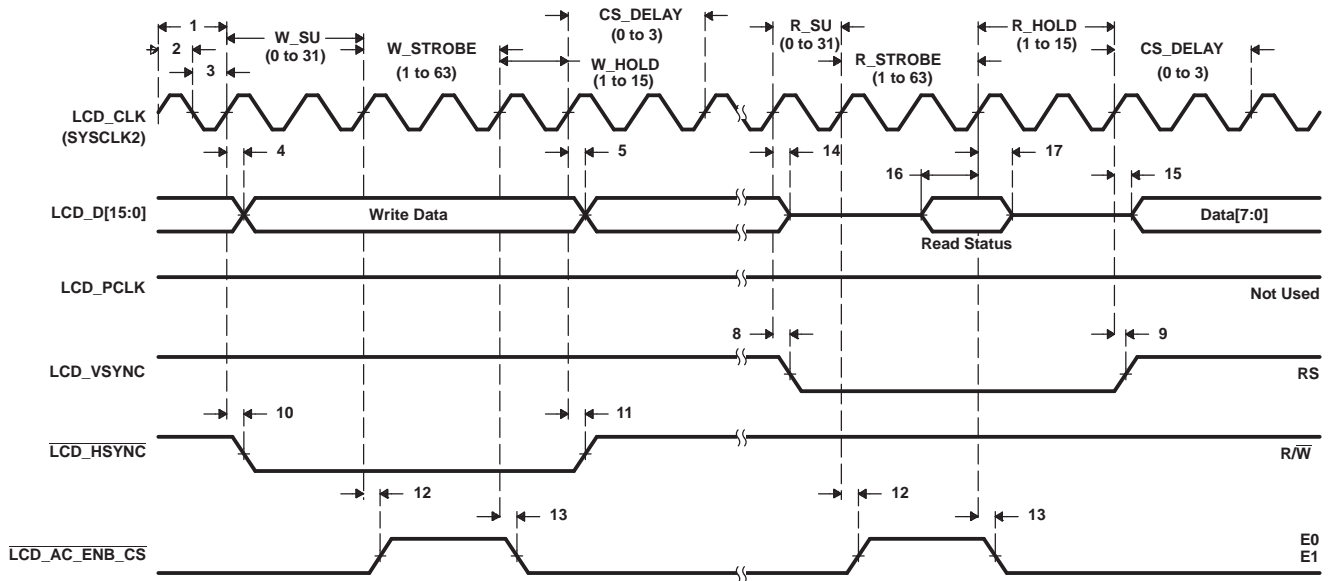 1
W_SU
(0 to 31)
CS_DELAY
(0 to 3)
R_SU
(0 to 31)
R_HOLD
(1 to 15)
2
W_STROBE
(1 to 63)
CS_DELAY
(0 to 3)
3
W_HOLD
(1 to 15)
R_STROBE
(1 to 63)
LCD_CLK
(SYSCLK2)
4
5
14
17
16
15
LCD_D[15:0]
Write Data
Data[7:0]
Read Status
LCD_PCLK
Not Used
8
9
LCD_VSYNC
RS
10
11
LCD_HSYNC
R/W
12
13
12
13
LCD_AC_ENB_CS
E0
E1